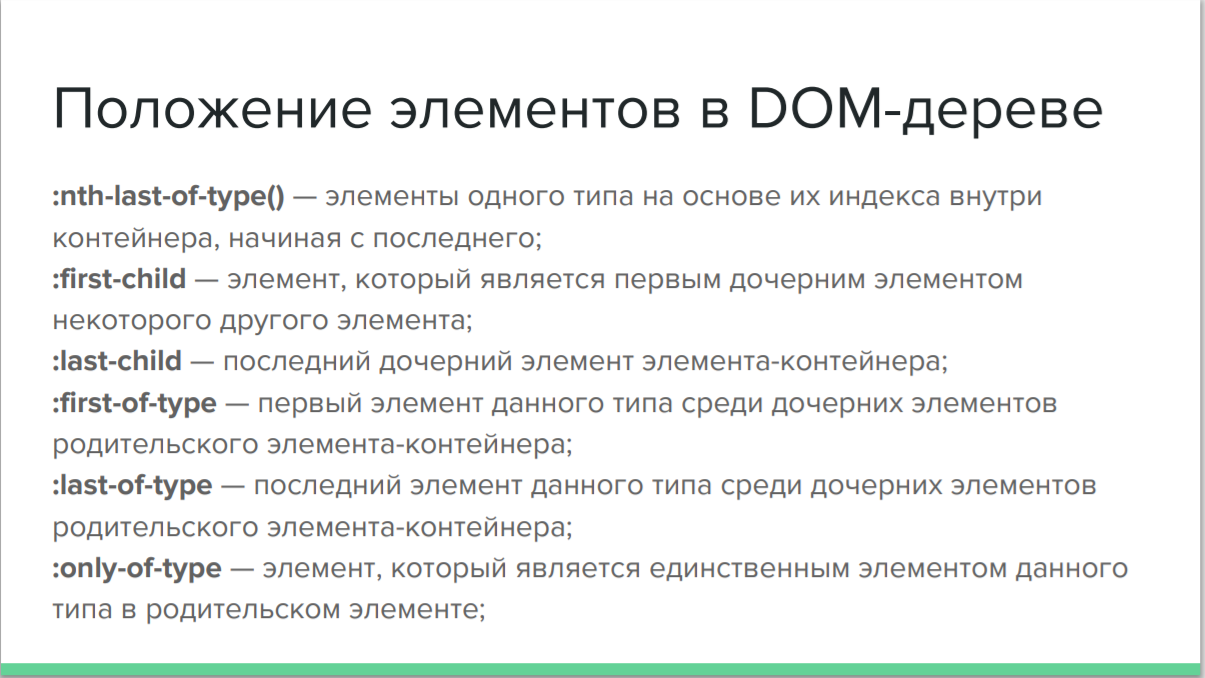 Положение элементов в DOM-дереве
:nth-last-of-type() — элементы одного типа на основе их индекса внутри
контейнера, начиная с последнего;
:first-child — элемент, который является первым дочерним элементом
некоторого другого элемента;
:last-child — последний дочерний элемент элемента-контейнера;
:first-of-type — первый элемент данного типа среди дочерних элементов
родительского элемента-контейнера;
:last-of-type — последний элемент данного типа среди дочерних элементов
родительского элемента-контейнера;
:only-of-type — элемент, который является единственным элементом данного
типа в родительском элементе;